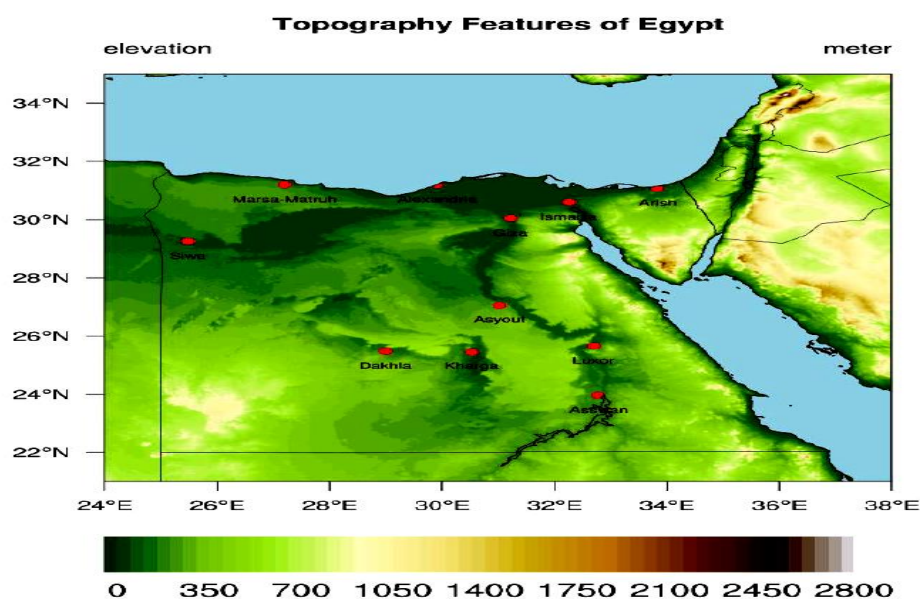 Topography Features of Egypt
elevation meter
34°N
32°N
Marsa-Matruh Alexandria Ismailia Arish
30°N
Giza
Siwa
28°N
Asyout
26°N
Dakhla Kharga Luxor
24°N
Asswan
22°N
24°E 26°E 28°E 30°E 32°E 34°E 36°E 38°E
0 350 700 1050 1400 1750 2100 2450 2800